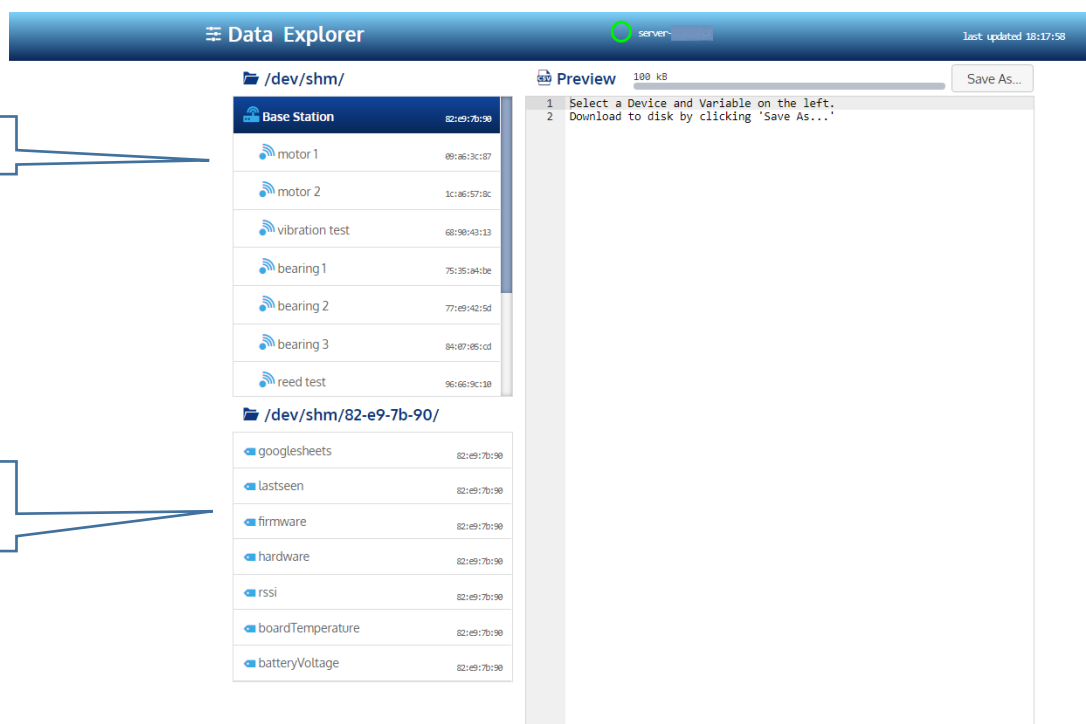 Data Explorer
server-
last updated 18:17:58
/dev/shm/
Base Station 82:e9:7b:90
motor 1 09:a6:3c:87
motor 2 1c:a6:57:8c
vibration test 68:90:43:13
bearing 1 75:35:a4:be
bearing 2 77:e9:42:5d
bearing 3 84:07:05:cd
reed test 96:66:9c:10
/dev/shm/82-e9-7b-90/
googlesheets 82:e9:7b:90
lastseen 82:e9:7b:90
firmware 82:e9:7b:90
hardware 82:e9:7b:90
rssi 82:e9:7b:90
boardTemperature 82:e9:7b:90
batteryVoltage 82:e9:7b:90
CSV Preview 100 kB
Save As...
1 Select a Device and Variable on the left.
2 Download to disk by clicking 'Save As...'